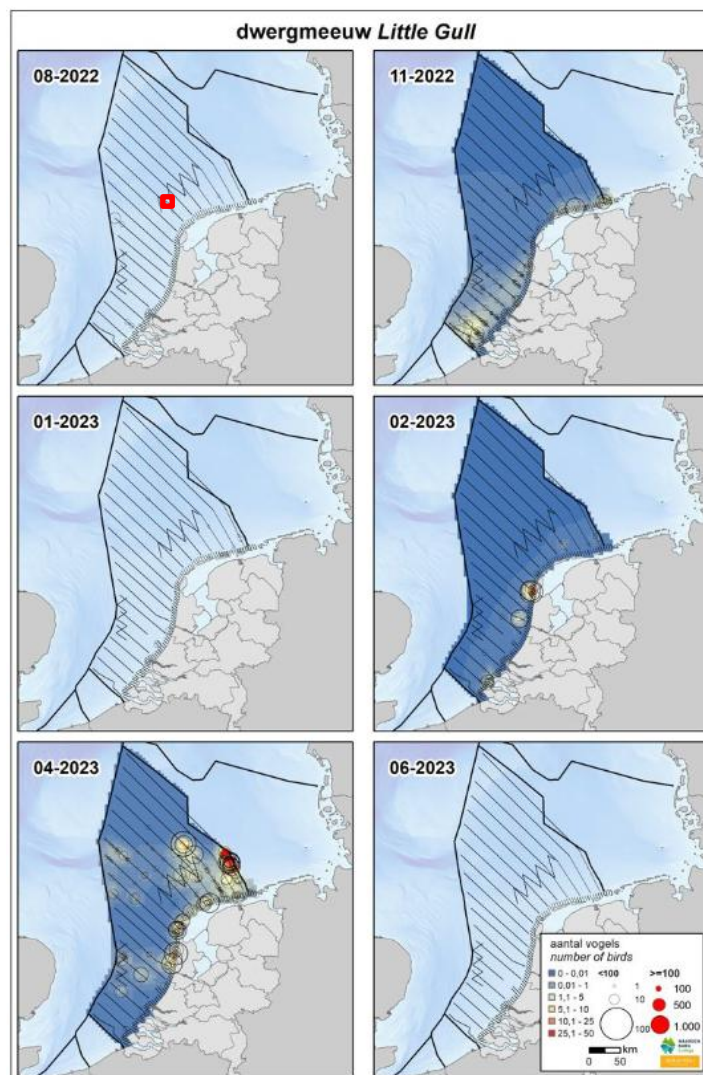 dwergmeeuw Little Gull
08-2022
11-2022
01-2023
02-2023
04-2023
06-2023
aantal vogels
number of birds
0 - 0,01
0,01 - 1
1,1 - 5
5,1 - 10
10,1 - 25
25,1 - 50
<100
1
10
100
>=100
100
500
1.000
km
0 50